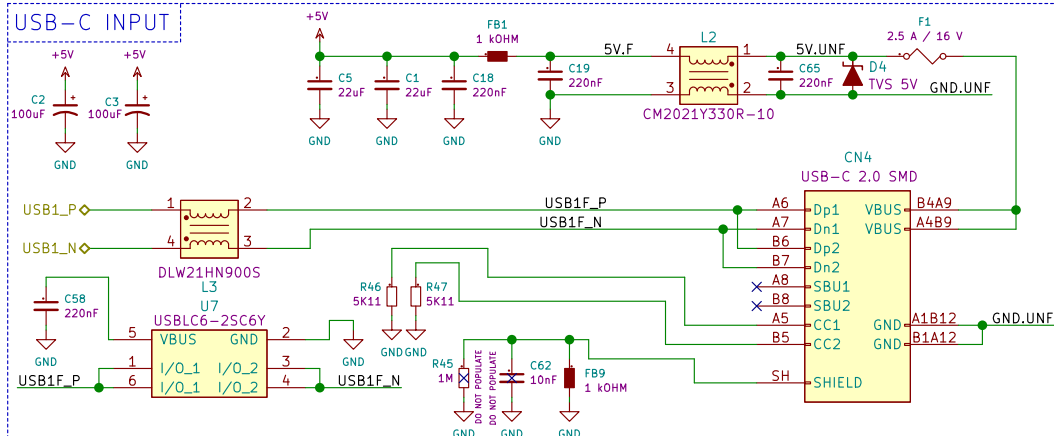 USB-C INPUT
+5V
+5V
C2
100uF
GND
C3
100uF
GND
+5V
C5
22uF
GND
C1
22uF
GND
C18
220nF
GND
FB1
1 kOHM
C19
220nF
GND
5V.F
L2
4
1
3
2
CM2021Y330R-10
5V.UNF
C65
220nF
D4
TVS 5V
F1
2.5 A / 16 V
GND.UNF
USB1_P
USB1_N
1
2
4
3
DLW21HN900S
L3
USB1F_P
USB1F_N
CN4
USB-C 2.0 SMD
A6
Dp1
A7
Dn1
B6
Dp2
B7
Dn2
A8
SBU1
B8
SBU2
A5
CC1
B5
CC2
SH
SHIELD
VBUS
B4A9
VBUS
A4B9
GND
A1B12
GND
B1A12
GND.UNF
C58
220nF
GND
U7
USBLC6-2SC6Y
5
VBUS
GND
2
1
I/O_1
I/O_2
3
6
I/O_1
I/O_2
4
USB1F_P
USB1F_N
GND
R46
5K11
GND
R47
5K11
GND
R45
1M
DO NOT POPULATE
GND
C62
10nF
DO NOT POPULATE
GND
FB9
1 kOHM
GND